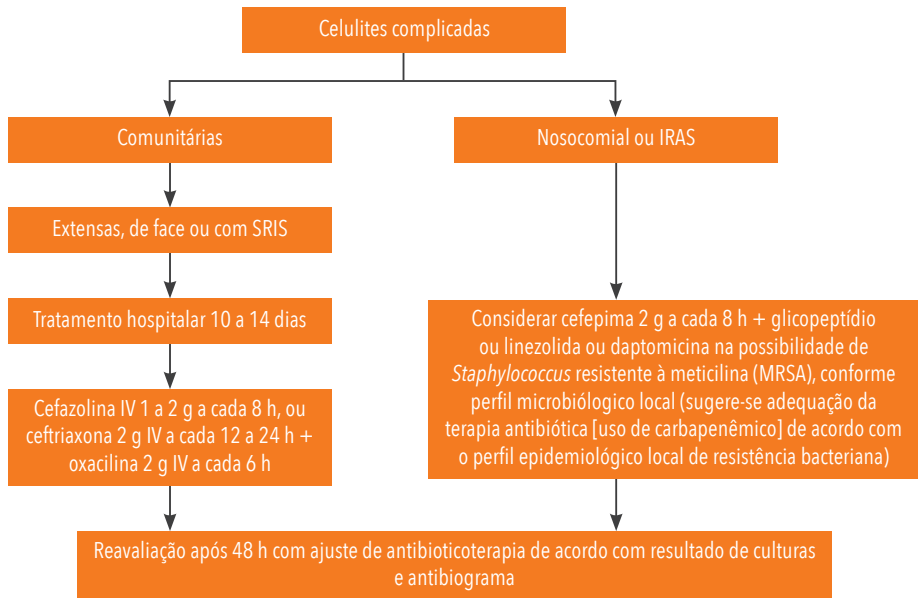 Celulites complicadas
Comunitárias
Nosocomial ou IRAS
Extensas, de face ou com SRIS
Tratamento hospitalar 10 a 14 dias
Cefazolina IV 1 a 2 g a cada 8 h, ou
ceftriaxona 2 g IV a cada 12 a 24 h +
oxacilina 2 g IV a cada 6 h
Considerar cefepima 2 g a cada 8 h + glicopeptídio
ou linezolida ou daptomicina na possibilidade de
Staphylococcus resistente à meticilina (MRSA), conforme
perfil microbiólogo local (sugere-se adequação da
terapia antibiótica [uso de carbapenêmico] de acordo com
o perfil epidemiológico local de resistência bacteriana)
Reavaliação após 48 h com ajuste de antibioticoterapia de acordo com resultado de culturas
e antibiograma